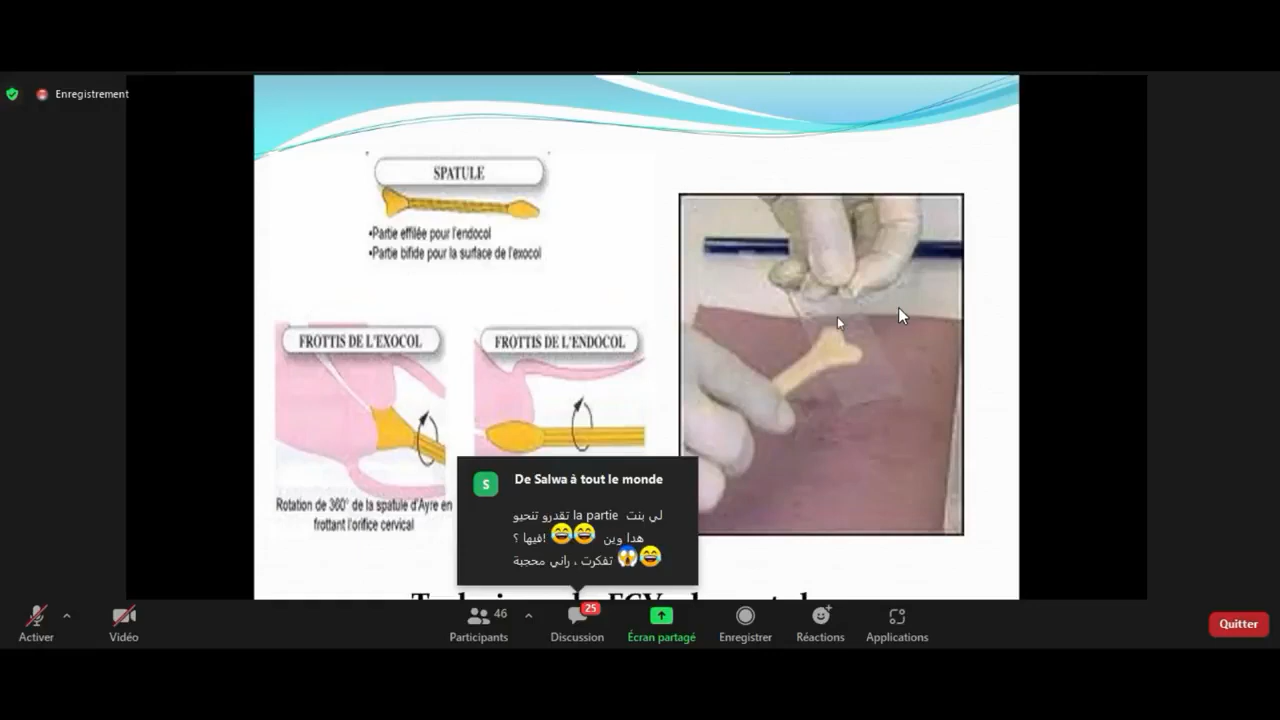 Enregistrement
SPATULE
•Partie effilée pour l'endocol
•Partie bifide pour la surface de l'exocol
FROTTIS DE L'EXOCOL
FROTTIS DE L'ENDOCOL
Rotation de 360° de la spatule d'Ayre en
frottant l'orifice cervical
S
De Salwa à tout le monde
لي بنت la partie تقدرو تنحيو
فيها ؟! 😂😂 هدا وين
تفكرت ، راني محجبة 😱😂
Activer
Vidéo
Participants
46
Discussion
25
Écran partagé
Enregistrer
Réactions
Applications
Quitter